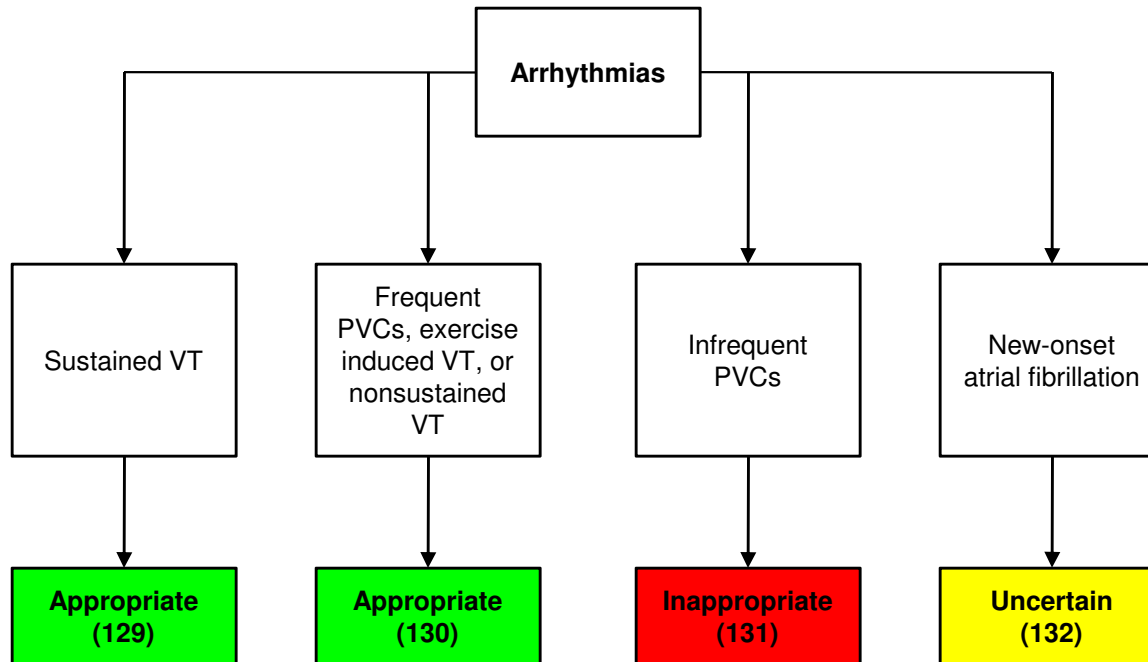 Arrhythmias
Sustained VT
Frequent
PVCs, exercise
induced VT, or
nonsustained
VT
Infrequent
PVCs
New-onset
atrial fibrillation
Appropriate
(129)
Appropriate
(130)
Inappropriate
(131)
Uncertain
(132)